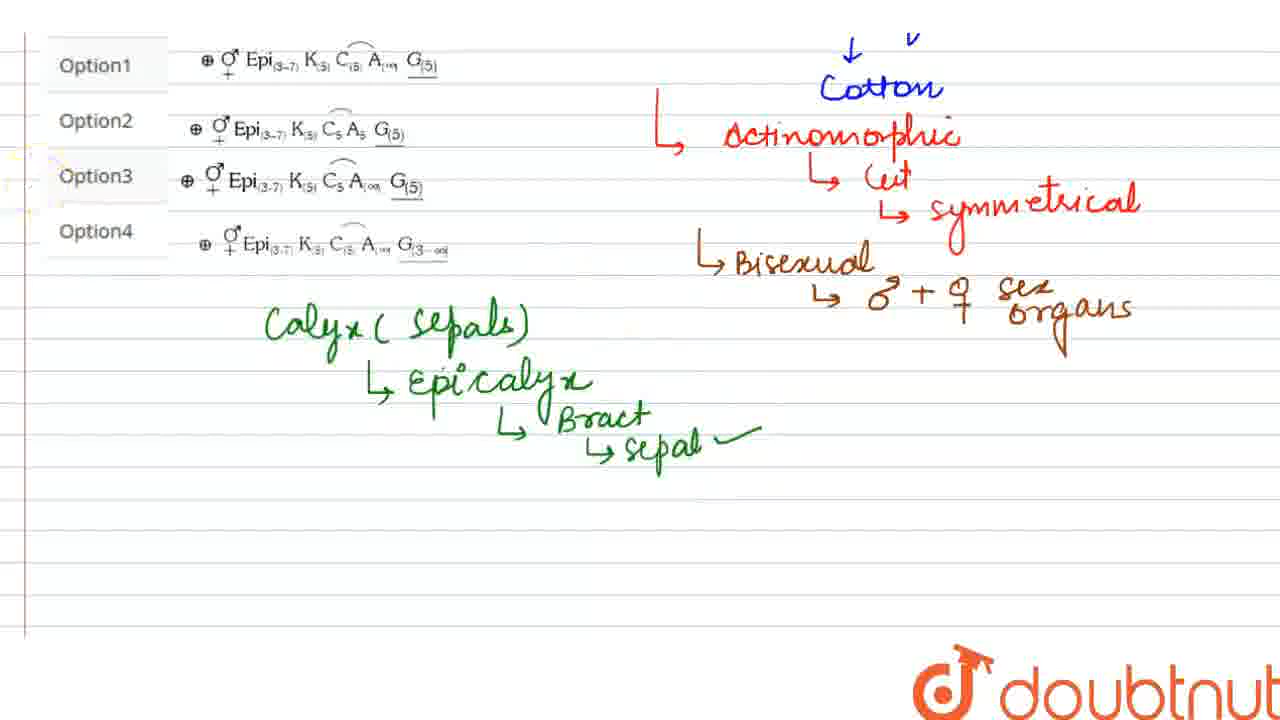 Option1 ⊕ ⚥ Epi(3-7) K(5) C(5) A(∞) G(5)
Option2 ⊕ ⚥ Epi(3-7) K(5) C5 A5 G(5)
Option3 ⊕ ⚥ Epi(3-7) K(5) C5 A(∞) G(5)
Option4 ⊕ ⚥ Epi(3-7) K(5) C(5) A(∞) G(3-∞)
↓
Cotton
↳ Actinomorphic
↳ Cut
↳ symmetrical
↳ Bisexual
↳ ♂ + ♀ sex
organs
Calyx ( sepals)
↳ Epicalyx
↳ Bract
↳ sepal ✓
doubtnut